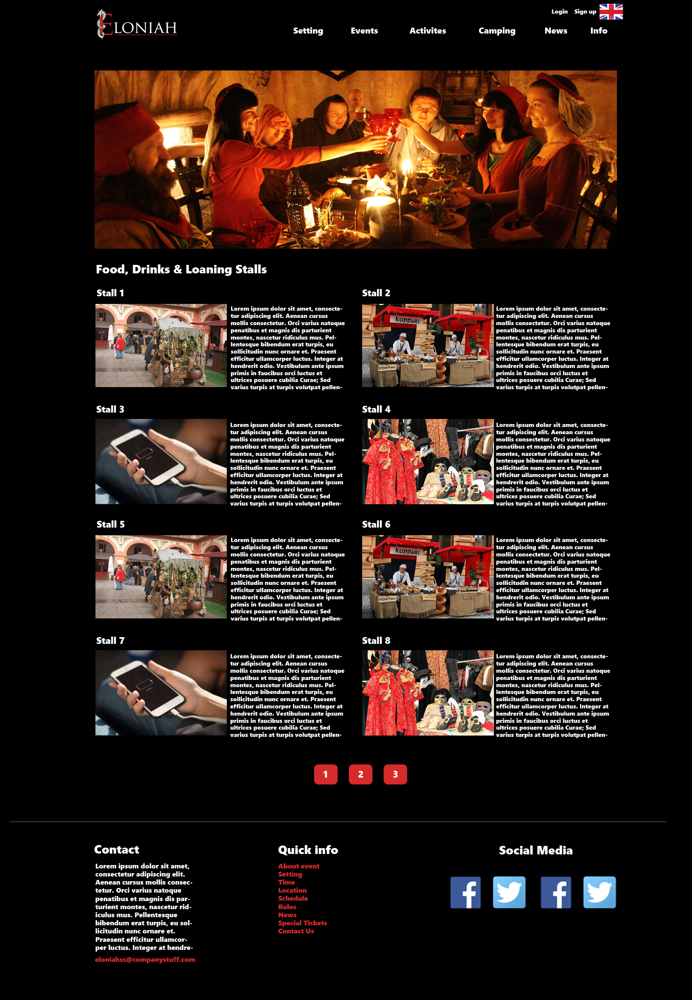 Login Sign up
ELONIAH
Setting Events Activites Camping News Info
Food, Drinks & Loaning Stalls
Stall 1
Lorem ipsum dolor sit amet, consecte-
tur adipiscing elit. Aenean cursus
mollis consectetur. Orci varius natoque
penatibus et magnis dis parturient
montes, nascetur ridiculus mus. Pel-
lentesque bibendum erat turpis, eu
sollicitudin nunc ornare et. Praesent
efficitur ullamcorper luctus. Integer at
hendrerit odio. Vestibulum ante ipsum
primis in faucibus orci luctus et
ultrices posuere cubilia Curae; Sed
varius turpis at turpis volutpat pellen-
Stall 2
KUPPARI
Lorem ipsum dolor sit amet, consecte-
tur adipiscing elit. Aenean cursus
mollis consectetur. Orci varius natoque
penatibus et magnis dis parturient
montes, nascetur ridiculus mus. Pel-
lentesque bibendum erat turpis, eu
sollicitudin nunc ornare et. Praesent
efficitur ullamcorper luctus. Integer at
hendrerit odio. Vestibulum ante ipsum
primis in faucibus orci luctus et
ultrices posuere cubilia Curae; Sed
varius turpis at turpis volutpat pellen-
Stall 3
Lorem ipsum dolor sit amet, consecte-
tur adipiscing elit. Aenean cursus
mollis consectetur. Orci varius natoque
penatibus et magnis dis parturient
montes, nascetur ridiculus mus. Pel-
lentesque bibendum erat turpis, eu
sollicitudin nunc ornare et. Praesent
efficitur ullamcorper luctus. Integer at
hendrerit odio. Vestibulum ante ipsum
primis in faucibus orci luctus et
ultrices posuere cubilia Curae; Sed
varius turpis at turpis volutpat pellen-
Stall 4
Lorem ipsum dolor sit amet, consecte-
tur adipiscing elit. Aenean cursus
mollis consectetur. Orci varius natoque
penatibus et magnis dis parturient
montes, nascetur ridiculus mus. Pel-
lentesque bibendum erat turpis, eu
sollicitudin nunc ornare et. Praesent
efficitur ullamcorper luctus. Integer at
hendrerit odio. Vestibulum ante ipsum
primis in faucibus orci luctus et
ultrices posuere cubilia Curae; Sed
varius turpis at turpis volutpat pellen-
Stall 5
Lorem ipsum dolor sit amet, consecte-
tur adipiscing elit. Aenean cursus
mollis consectetur. Orci varius natoque
penatibus et magnis dis parturient
montes, nascetur ridiculus mus. Pel-
lentesque bibendum erat turpis, eu
sollicitudin nunc ornare et. Praesent
efficitur ullamcorper luctus. Integer at
hendrerit odio. Vestibulum ante ipsum
primis in faucibus orci luctus et
ultrices posuere cubilia Curae; Sed
varius turpis at turpis volutpat pellen-
Stall 6
KUPPARI
Lorem ipsum dolor sit amet, consecte-
tur adipiscing elit. Aenean cursus
mollis consectetur. Orci varius natoque
penatibus et magnis dis parturient
montes, nascetur ridiculus mus. Pel-
lentesque bibendum erat turpis, eu
sollicitudin nunc ornare et. Praesent
efficitur ullamcorper luctus. Integer at
hendrerit odio. Vestibulum ante ipsum
primis in faucibus orci luctus et
ultrices posuere cubilia Curae; Sed
varius turpis at turpis volutpat pellen-
Stall 7
Lorem ipsum dolor sit amet, consecte-
tur adipiscing elit. Aenean cursus
mollis consectetur. Orci varius natoque
penatibus et magnis dis parturient
montes, nascetur ridiculus mus. Pel-
lentesque bibendum erat turpis, eu
sollicitudin nunc ornare et. Praesent
efficitur ullamcorper luctus. Integer at
hendrerit odio. Vestibulum ante ipsum
primis in faucibus orci luctus et
ultrices posuere cubilia Curae; Sed
varius turpis at turpis volutpat pellen-
Stall 8
Lorem ipsum dolor sit amet, consecte-
tur adipiscing elit. Aenean cursus
mollis consectetur. Orci varius natoque
penatibus et magnis dis parturient
montes, nascetur ridiculus mus. Pel-
lentesque bibendum erat turpis, eu
sollicitudin nunc ornare et. Praesent
efficitur ullamcorper luctus. Integer at
hendrerit odio. Vestibulum ante ipsum
primis in faucibus orci luctus et
ultrices posuere cubilia Curae; Sed
varius turpis at turpis volutpat pellen-
1 2 3
Contact
Lorem ipsum dolor sit amet,
consectetur adipiscing elit.
Aenean cursus mollis consec-
tetur. Orci varius natoque
penatibus et magnis dis par-
turient montes, nascetur rid-
iculus mus. Pellentesque
bibendum erat turpis, eu sol-
licitudin nunc ornare et.
Praesent efficitur ullamcor-
per luctus. Integer at hendre-
eloniahss@companystuff.com
Quick info
About event
Setting
Time
Location
Schedule
Rules
News
Special Tickets
Contact Us
Social Media